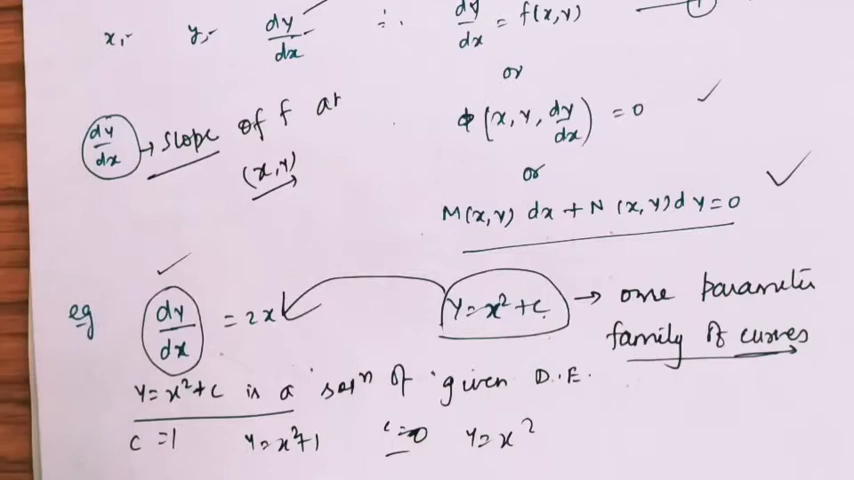 x, y, dy/dx ∴ dy/dx = f(x,y) — ①
or
dy/dx → slope of f at (x,y)
ϕ(x, y, dy/dx) = 0 ✓
or
M(x,y) dx + N(x,y) dy = 0 ✓
eg dy/dx = 2x y = x² + c → one parameter
family of curves
y = x² + c is a solⁿ of given D.E.
c = 1 y = x² + 1 c = 0 y = x²